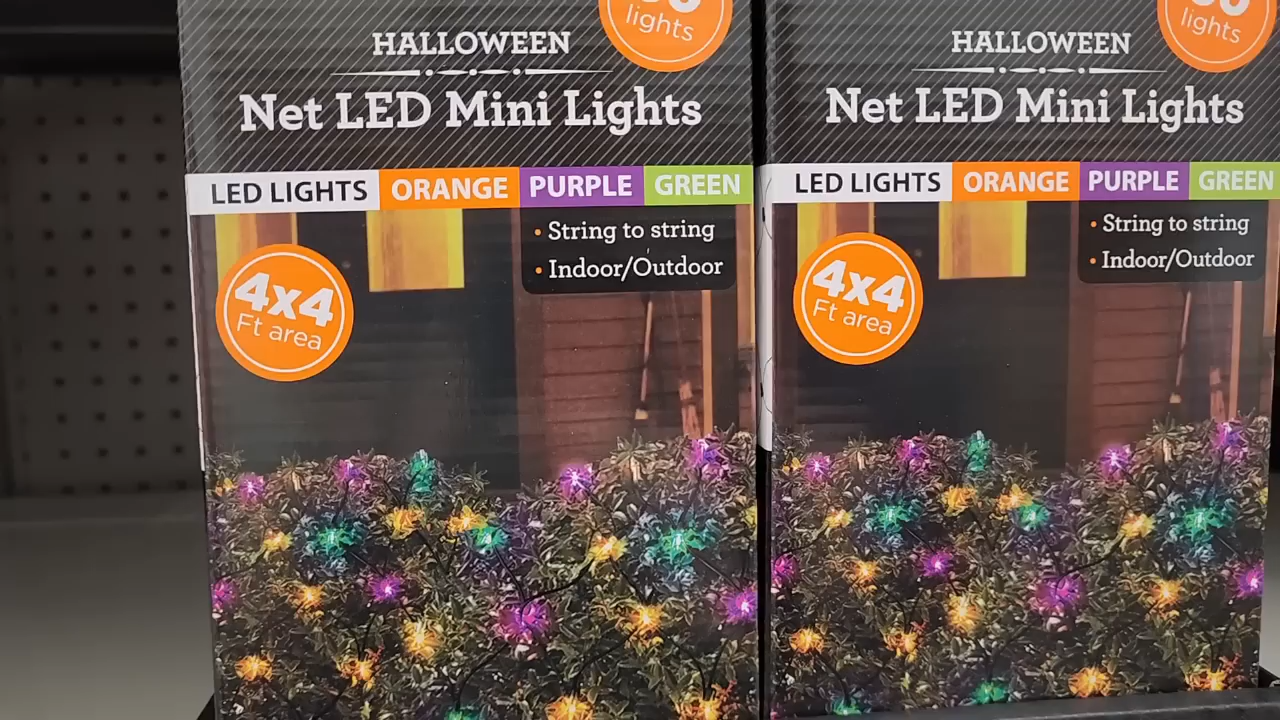 lights
HALLOWEEN
Net LED Mini Lights
LED LIGHTS ORANGE PURPLE GREEN
• String to string
• Indoor/Outdoor
4x4
Ft area
lights
HALLOWEEN
Net LED Mini Lights
LED LIGHTS ORANGE PURPLE GREEN
• String to string
• Indoor/Outdoor
4x4
Ft area